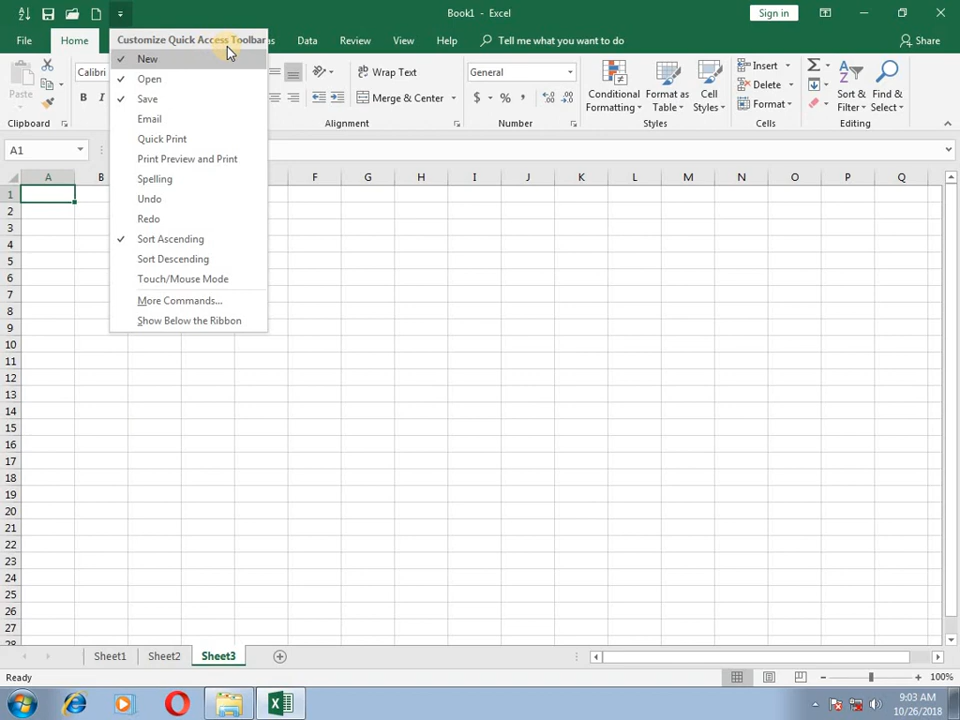 Book1 - Excel
Sign in
File
Home
Data
Review
View
Help
Tell me what you want to do
Share
Customize Quick Access Toolbar
New
Open
Save
Email
Quick Print
Print Preview and Print
Spelling
Undo
Redo
Sort Ascending
Sort Descending
Touch/Mouse Mode
More Commands...
Show Below the Ribbon
Paste
Calibri
B I
Clipboard
Wrap Text
Merge & Center
Alignment
General
$ % ,
Number
Conditional
Formatting
Format as
Table
Cell
Styles
Styles
Insert
Delete
Format
Cells
Sort &
Filter
Find &
Select
Editing
A1
A B F G H I J K L M N O P Q
1
2
3
4
5
6
7
8
9
10
11
12
13
14
15
16
17
18
19
20
21
22
23
24
25
26
27
28
Sheet1 Sheet2 Sheet3
Ready
100%
9:03 AM
10/26/2018